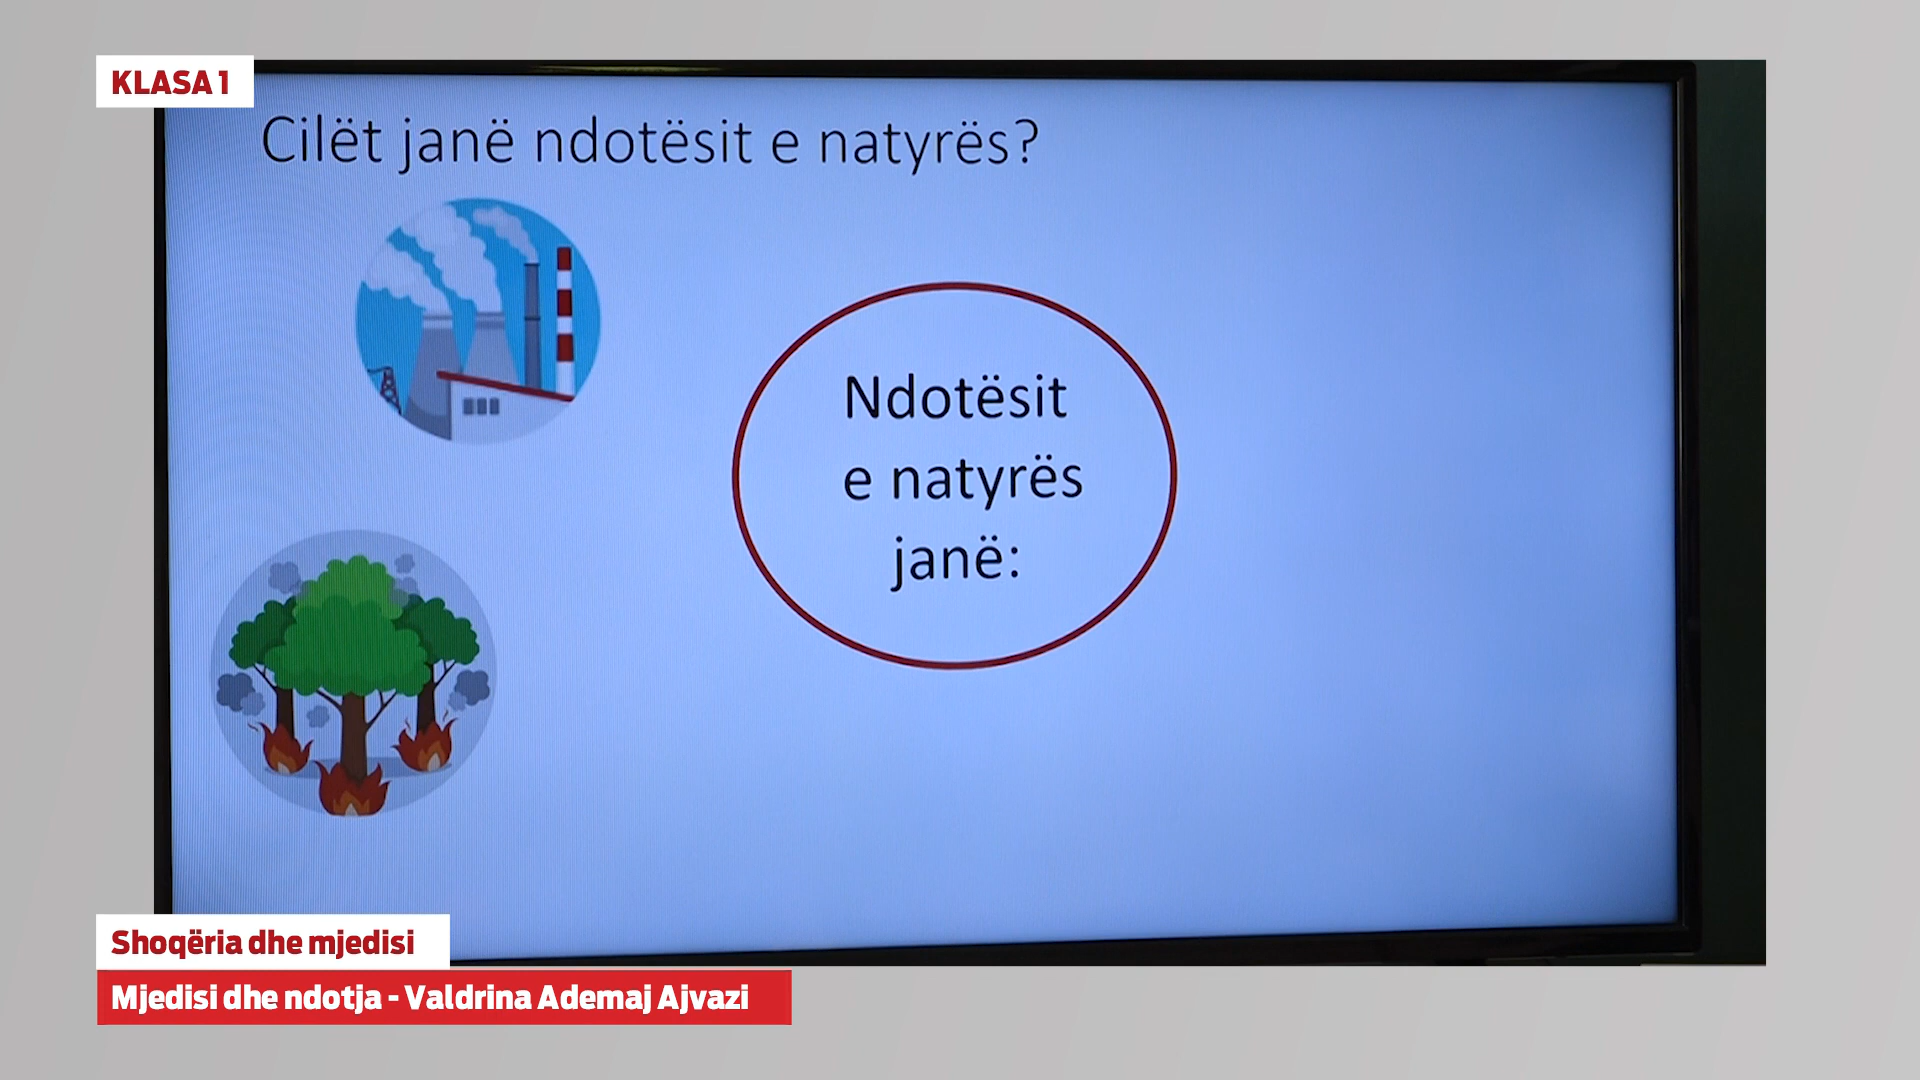 KLASA 1
Cilët janë ndotësit e natyrës?
Ndotësit
e natyrës
janë:
Shoqëria dhe mjedisi
Mjedisi dhe ndotja - Valdrina Ademaj Ajvazi